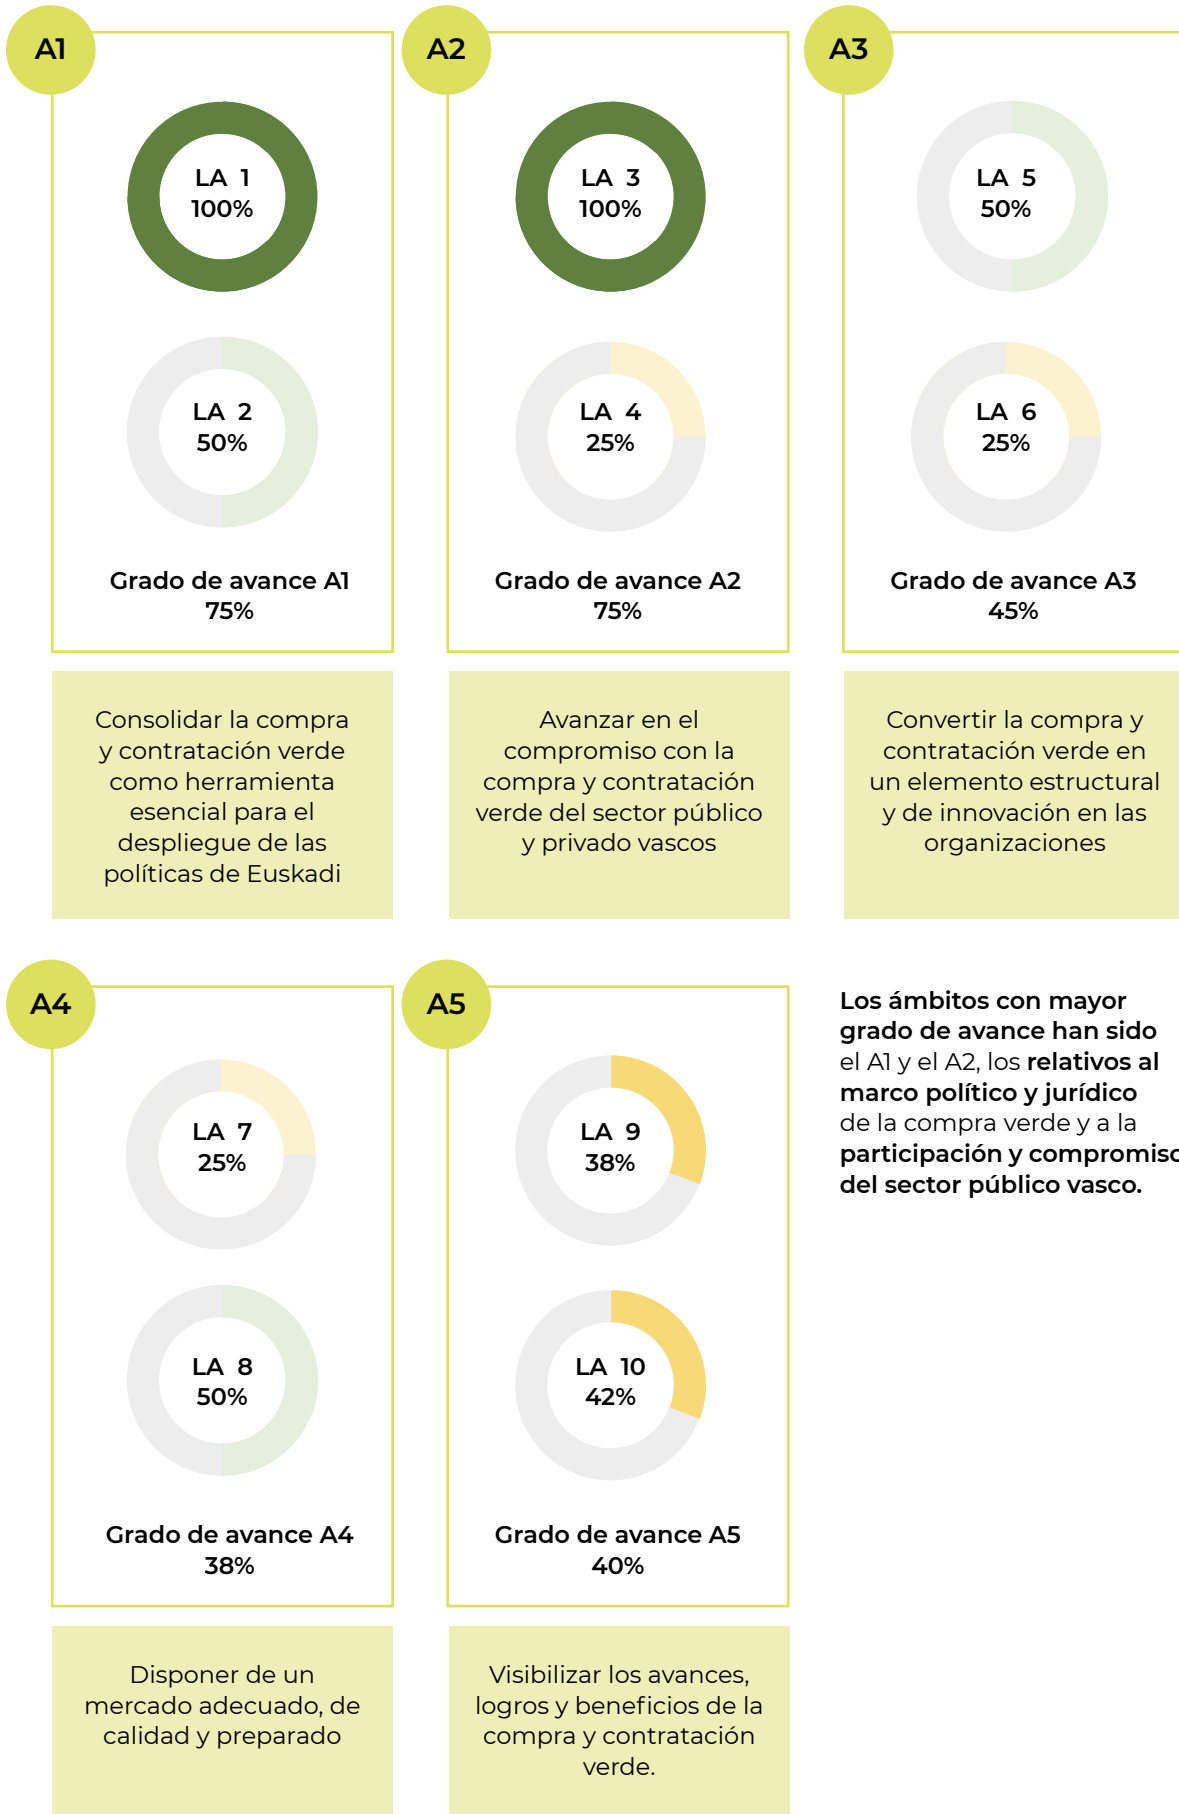 A1
LA 1
100%
LA 2
50%
Grado de avance A1
75%
Consolidar la compra
y contratación verde
como herramienta
esencial para el
despliegue de las
políticas de Euskadi
A2
LA 3
100%
LA 4
25%
Grado de avance A2
75%
Avanzar en el
compromiso con la
compra y contratación
verde del sector público
y privado vascos
A3
LA 5
50%
LA 6
25%
Grado de avance A3
45%
Convertir la compra y
contratación verde en
un elemento estructural
y de innovación en las
organizaciones
A4
LA 7
25%
LA 8
50%
Grado de avance A4
38%
Disponer de un
mercado adecuado, de
calidad y preparado
A5
LA 9
38%
LA 10
42%
Grado de avance A5
40%
Visibilizar los avances,
logros y beneficios de la
compra y contratación
verde.
Los ámbitos con mayor
grado de avance han sido
el A1 y el A2, los relativos al
marco político y jurídico
de la compra verde y a la
participación y compromiso
del sector público vasco.